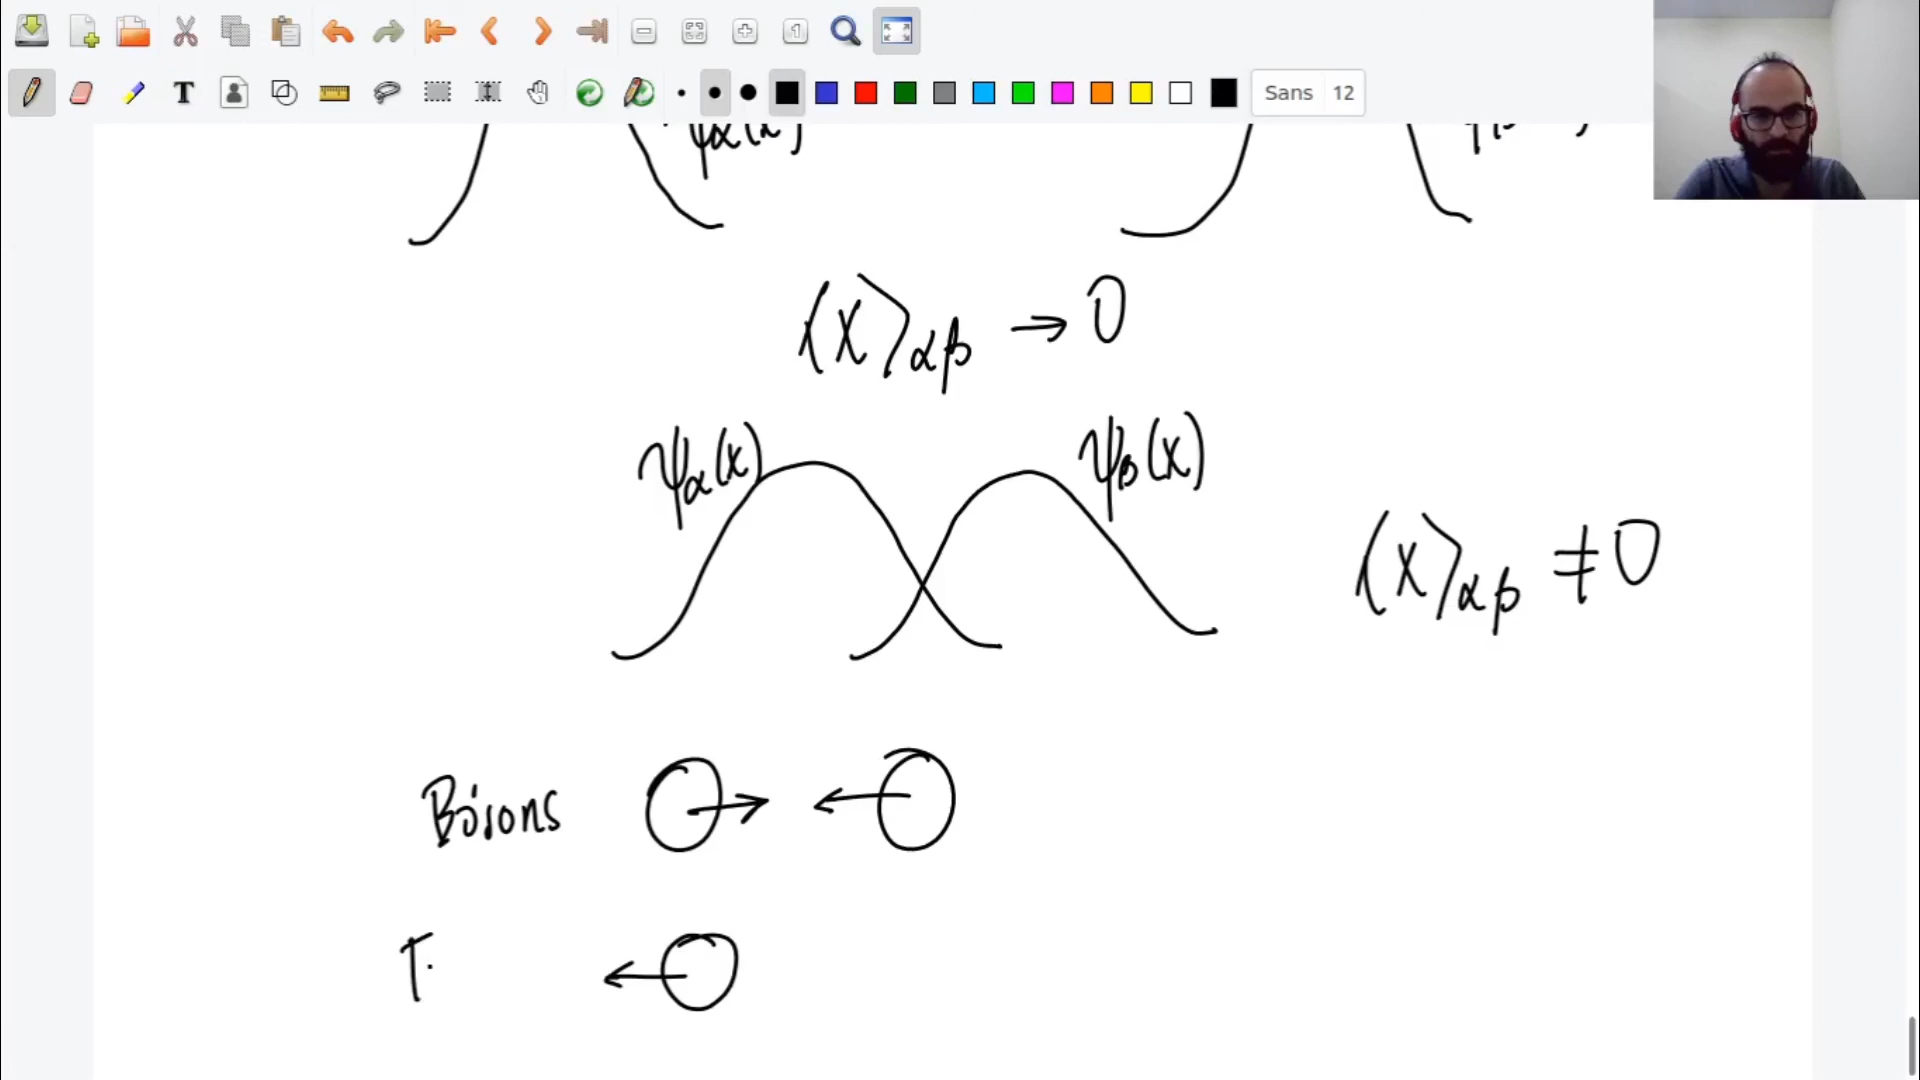 Sans 12
ψα(x)
⟨x⟩αβ → 0
ψα(x) ψβ(x)
⟨x⟩αβ ≠ 0
Bósons